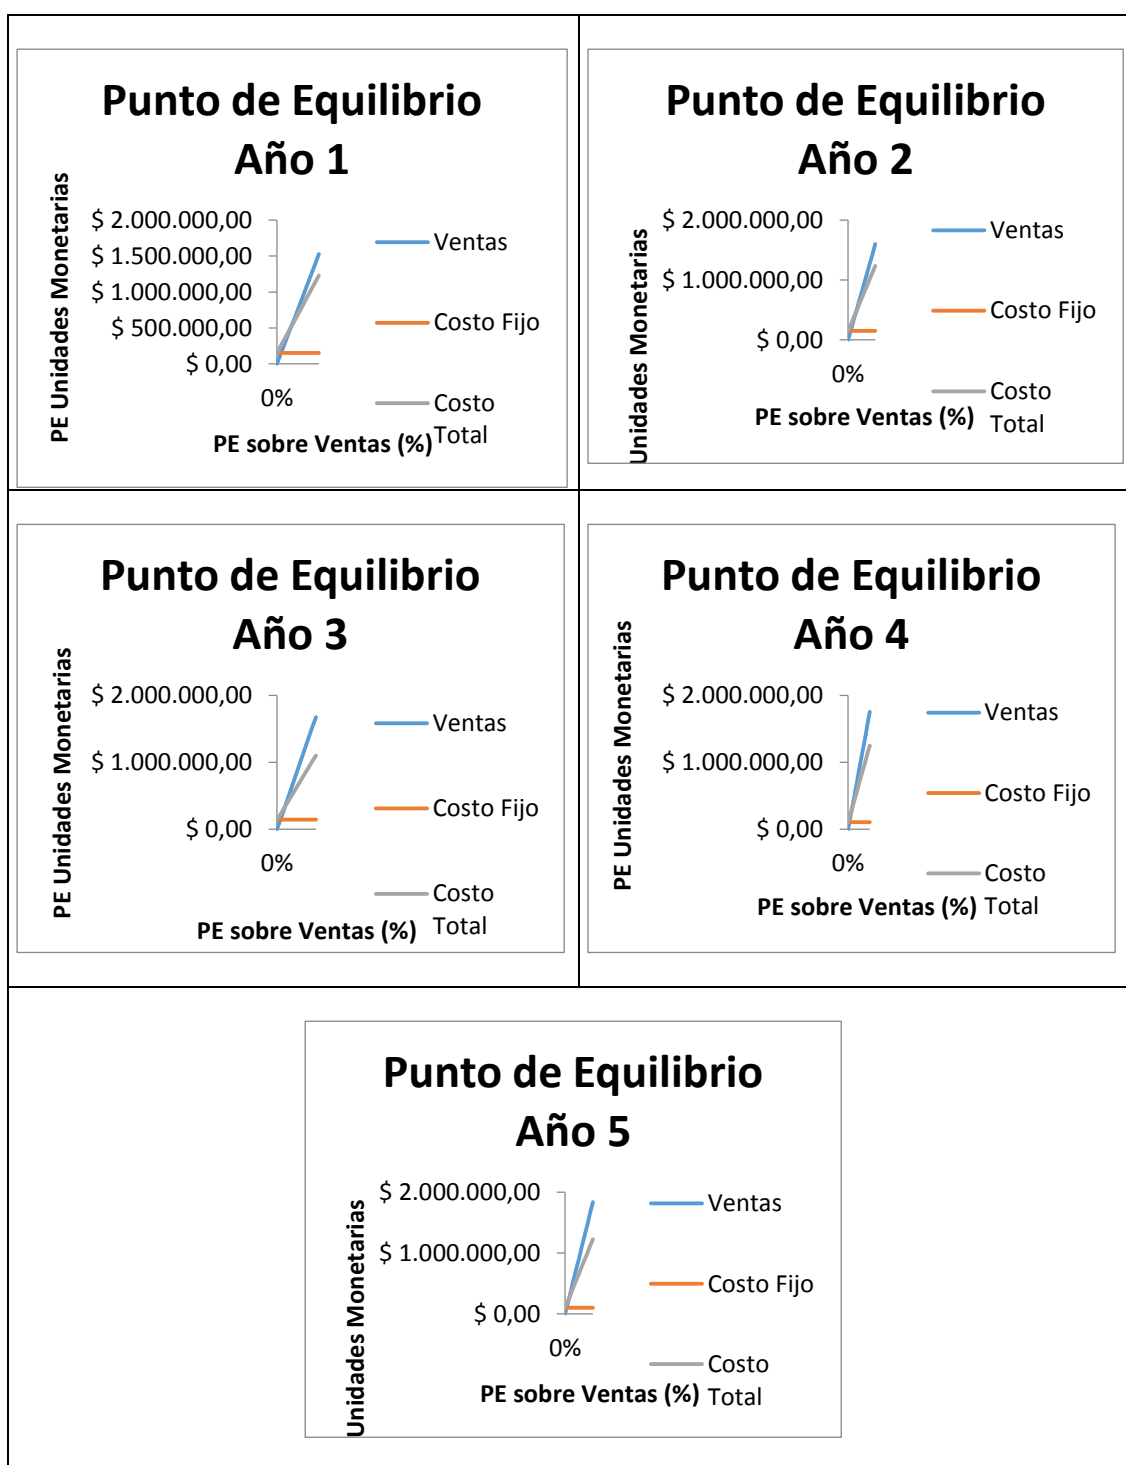 Punto de Equilibrio
Año 1
PE Unidades Monetarias
$ 2.000.000,00
$ 1.500.000,00
$ 1.000.000,00
$ 500.000,00
$ 0,00
0%
PE sobre Ventas (%)
Ventas
Costo Fijo
Costo
Total
Punto de Equilibrio
Año 2
Unidades Monetarias
$ 2.000.000,00
$ 1.000.000,00
$ 0,00
0%
PE sobre Ventas (%)
Ventas
Costo Fijo
Costo
Total
Punto de Equilibrio
Año 3
PE Unidades Monetarias
$ 2.000.000,00
$ 1.000.000,00
$ 0,00
0%
PE sobre Ventas (%)
Ventas
Costo Fijo
Costo
Total
Punto de Equilibrio
Año 4
PE Unidades Monetarias
$ 2.000.000,00
$ 1.000.000,00
$ 0,00
0%
PE sobre Ventas (%)
Ventas
Costo Fijo
Costo
Total
Punto de Equilibrio
Año 5
Unidades Monetarias
$ 2.000.000,00
$ 1.000.000,00
$ 0,00
0%
PE sobre Ventas (%)
Ventas
Costo Fijo
Costo
Total